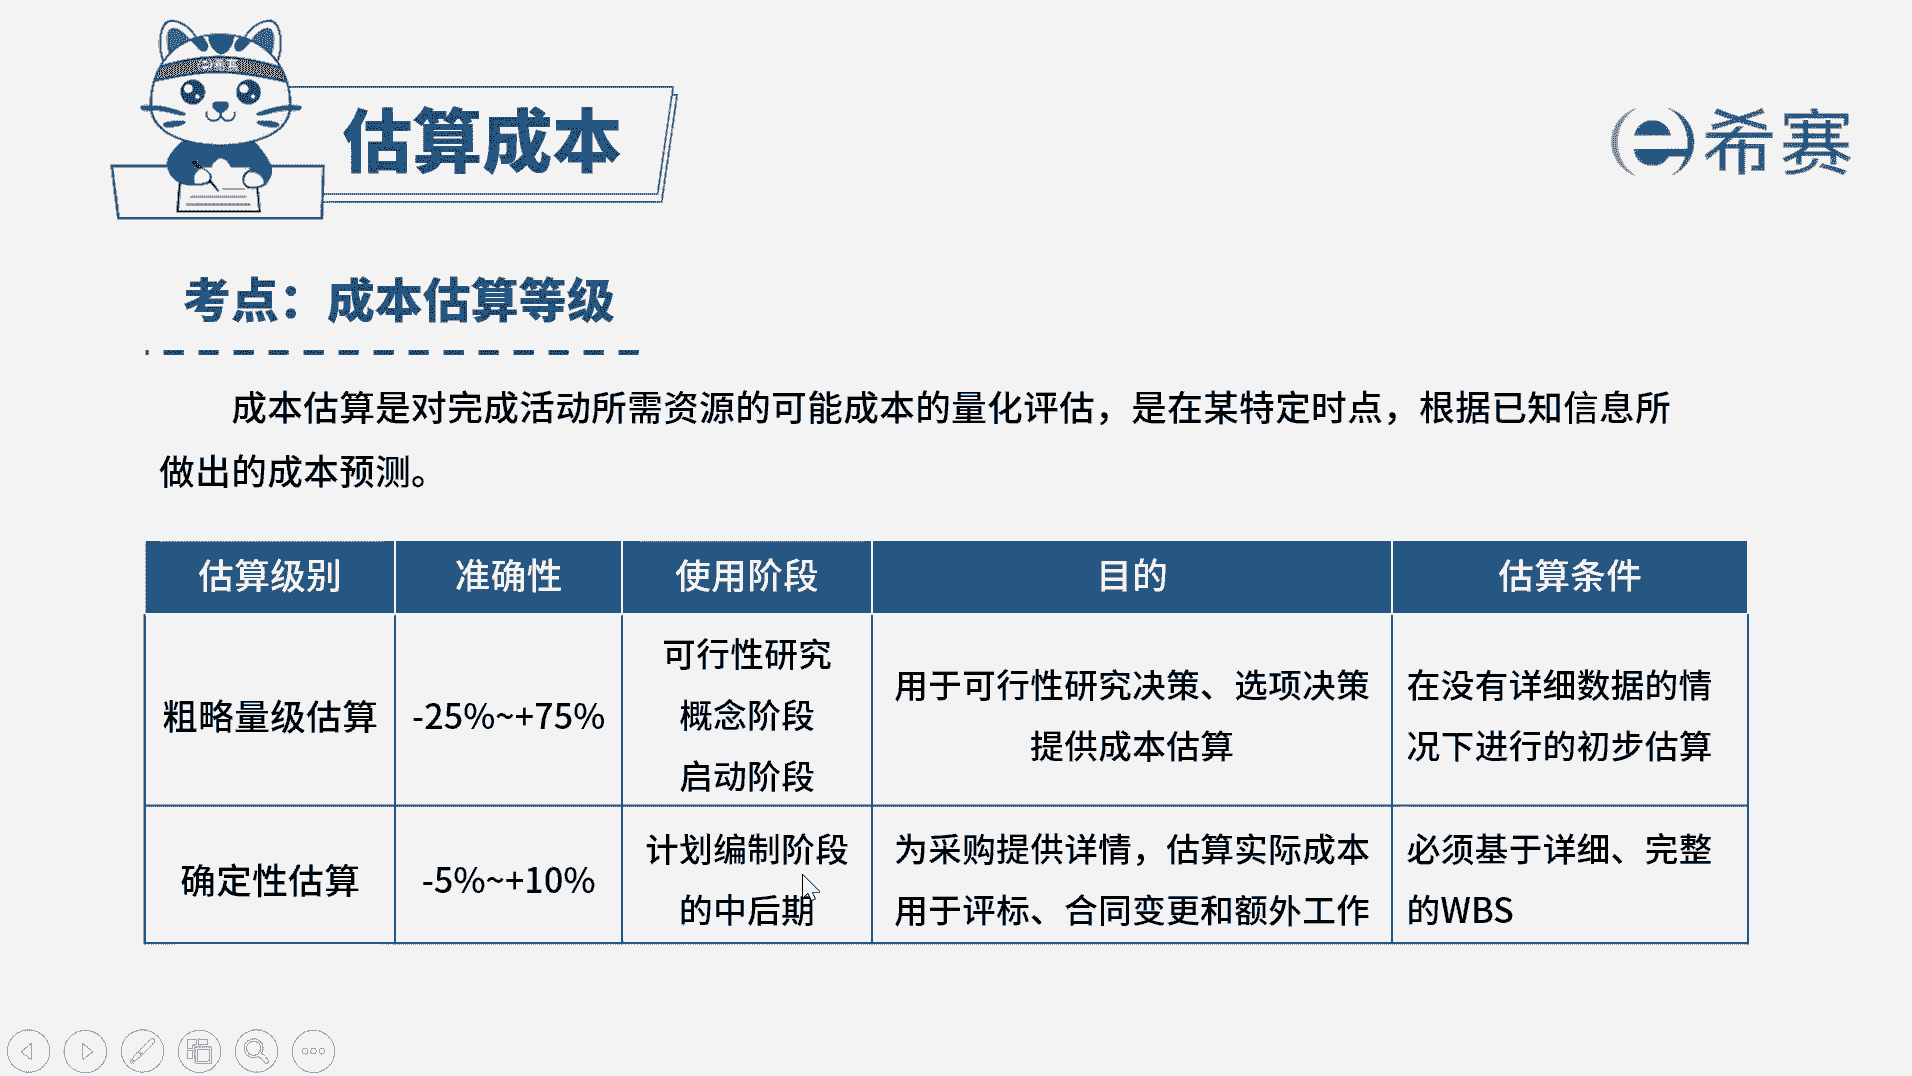 估算成本
希赛
考点：成本估算等级
成本估算是对完成活动所需资源的可能成本的量化评估，是在某特定时点，根据已知信息所
做出的成本预测。
估算级别 准确性 使用阶段 目的 估算条件
粗略量级估算 -25%~+75%
可行性研究
概念阶段
启动阶段
用于可行性研究决策、选项决策
提供成本估算
在没有详细数据的情
况下进行的初步估算
确定性估算 -5%~+10%
计划编制阶段
的中后期
为采购提供详情，估算实际成本
用于评标、合同变更和额外工作
必须基于详细、完整
的WBS